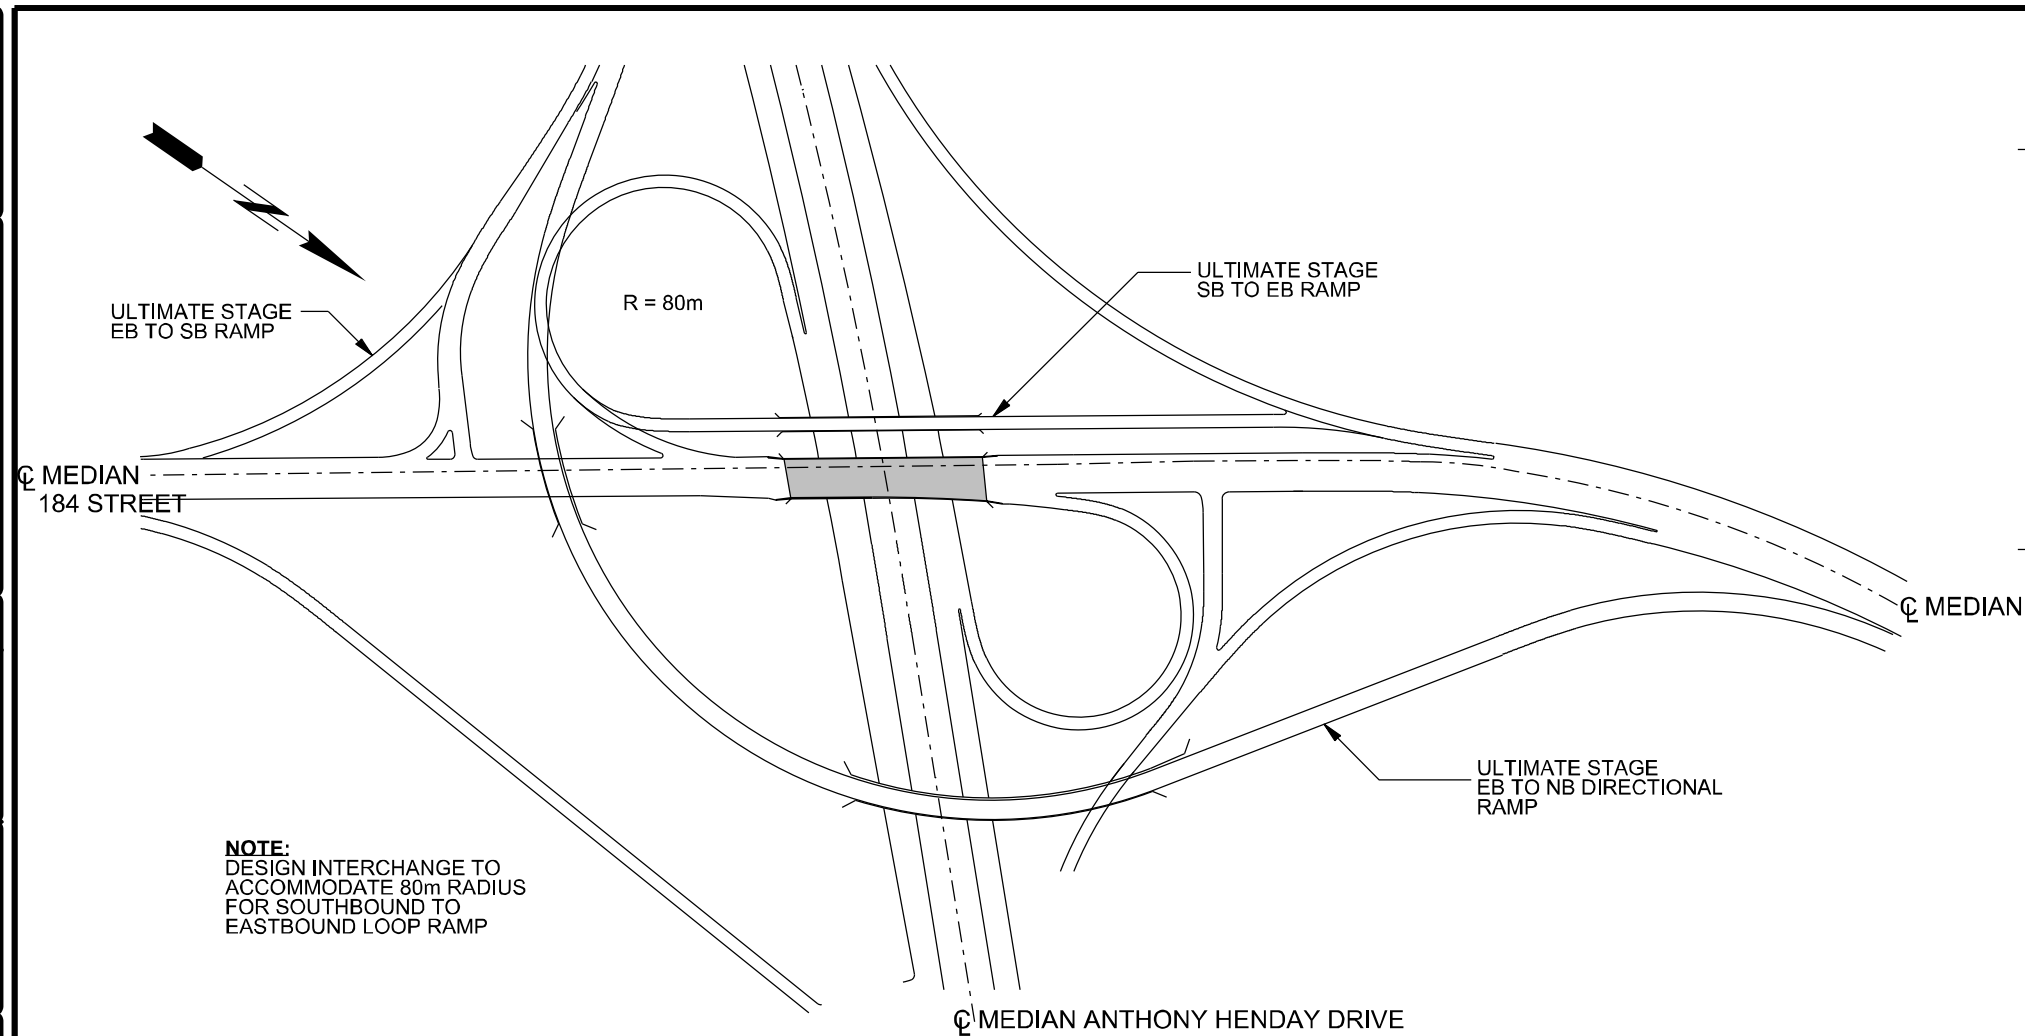 ULTIMATE STAGE
EB TO SB RAMP
R = 80m
ULTIMATE STAGE
SB TO EB RAMP
℄ MEDIAN
184 STREET
℄ MEDIAN
ULTIMATE STAGE
EB TO NB DIRECTIONAL
RAMP
NOTE:
DESIGN INTERCHANGE TO
ACCOMMODATE 80m RADIUS
FOR SOUTHBOUND TO
EASTBOUND LOOP RAMP
℄ MEDIAN ANTHONY HENDAY DRIVE